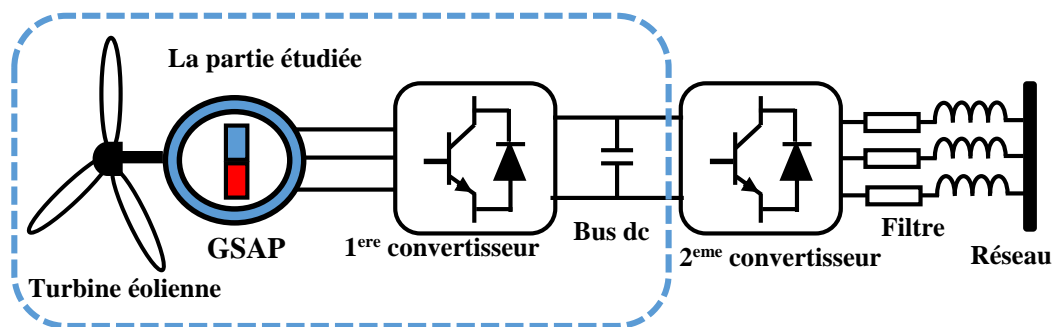 La partie étudiée
GSAP
1ere convertisseur
Bus dc
2eme convertisseur
Filtre
Réseau
Turbine éolienne